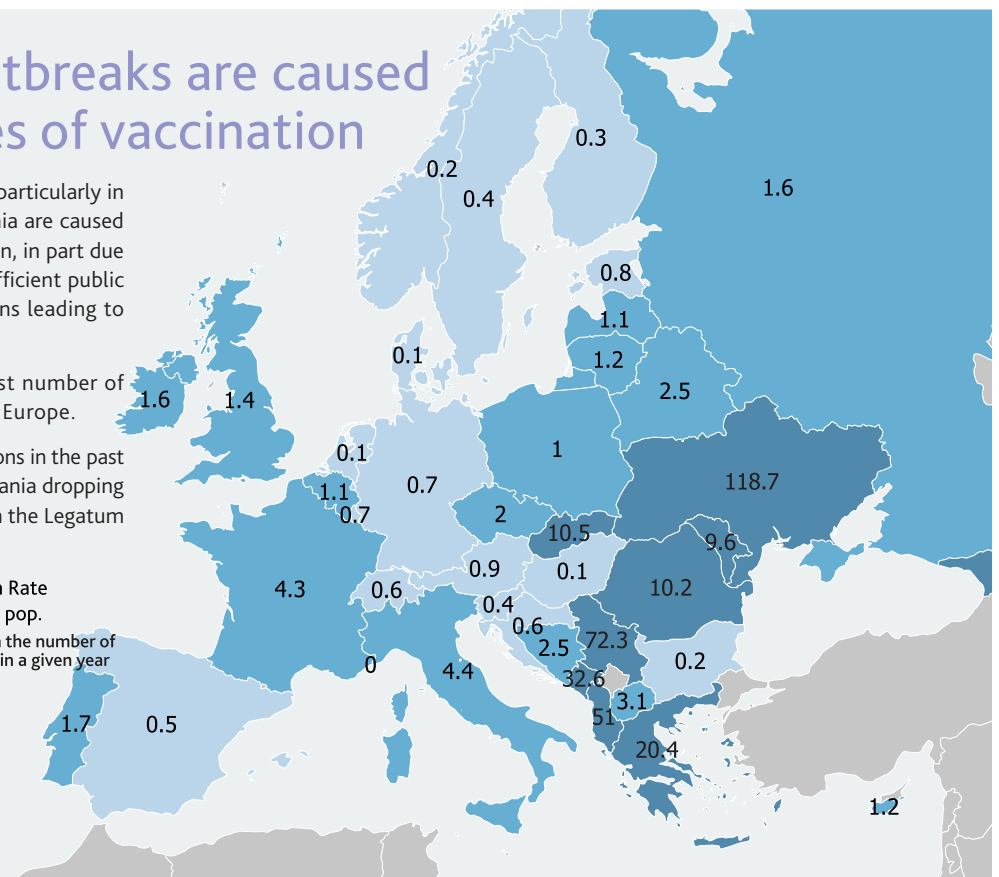 tbreaks are caused
es of vaccination
particularly in
nia are caused
n, in part due
fficient public
ns leading to
st number of
Europe.
ons in the past
ania dropping
n the Legatum
n Rate
pop.
n the number of
in a given year
0.3
0.2
1.6
0.4
0.8
1.1
0.1
1.2
2.5
1.6
1.4
1
0.1
118.7
0.7
1.1
0.7
2
10.5
9.6
0.9
0.1
4.3
0.6
10.2
0.4
0.6
72.3
2.5
0.2
0
4.4
32.6
3.1
51
1.7
0.5
20.4
1.2